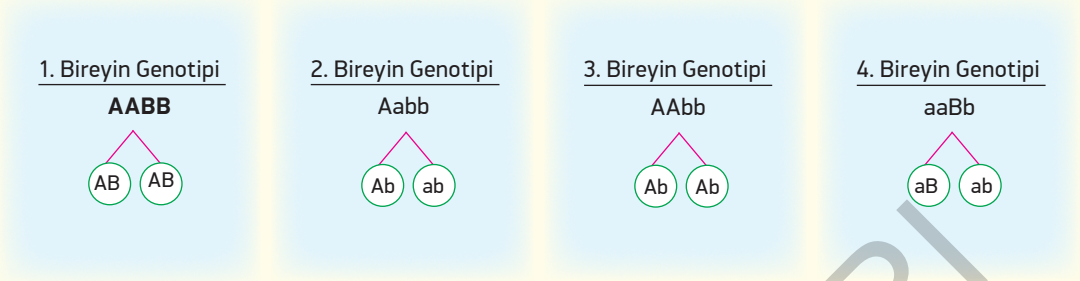 1. Bireyin Genotipi
AABB
AB AB
2. Bireyin Genotipi
Aabb
Ab ab
3. Bireyin Genotipi
AAbb
Ab Ab
4. Bireyin Genotipi
aaBb
aB ab